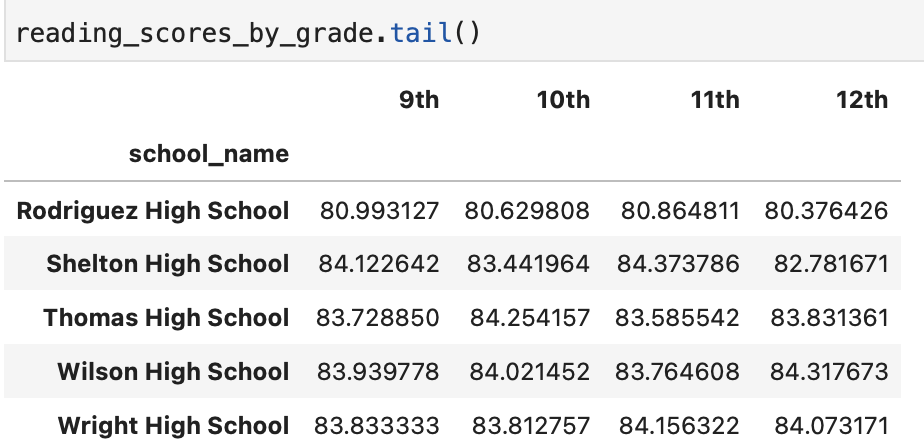 reading_scores_by_grade.tail()
9th 10th 11th 12th
school_name
Rodriguez High School 80.993127 80.629808 80.864811 80.376426
Shelton High School 84.122642 83.441964 84.373786 82.781671
Thomas High School 83.728850 84.254157 83.585542 83.831361
Wilson High School 83.939778 84.021452 83.764608 84.317673
Wright High School 83.833333 83.812757 84.156322 84.073171